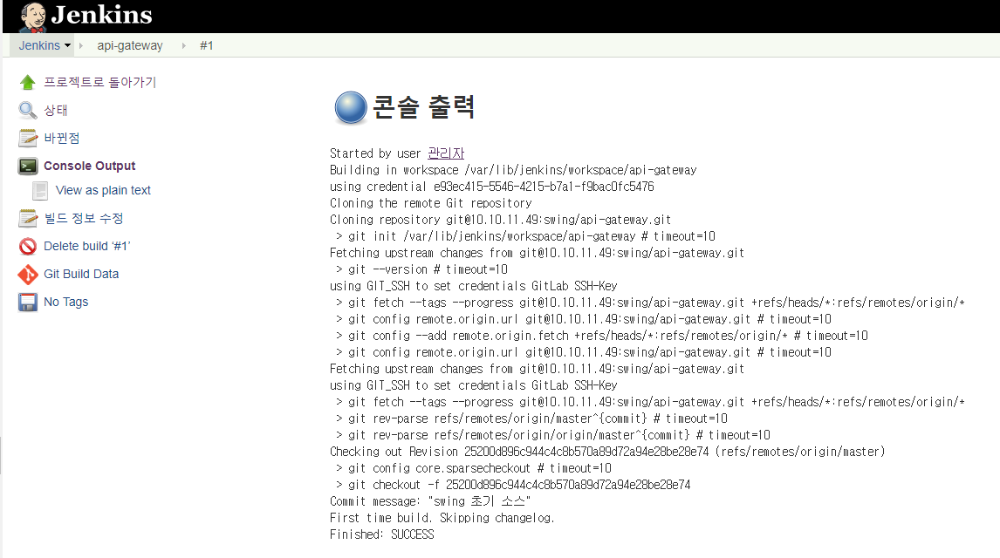 Jenkins
Jenkins api-gateway #1
프로젝트로 돌아가기
상태
바뀐점
Console Output
View as plain text
빌드 정보 수정
Delete build ‘#1’
Git Build Data
No Tags
콘솔 출력
Started by user 관리자
Building in workspace /var/lib/jenkins/workspace/api-gateway
using credential e93ec415-5546-4215-b7a1-f9bac0fc5476
Cloning the remote Git repository
Cloning repository git@10.10.11.49:swing/api-gateway.git
> git init /var/lib/jenkins/workspace/api-gateway # timeout=10
Fetching upstream changes from git@10.10.11.49:swing/api-gateway.git
> git --version # timeout=10
using GIT_SSH to set credentials GitLab SSH-Key
> git fetch --tags --progress git@10.10.11.49:swing/api-gateway.git +refs/heads/*:refs/remotes/origin/*
> git config remote.origin.url git@10.10.11.49:swing/api-gateway.git # timeout=10
> git config --add remote.origin.fetch +refs/heads/*:refs/remotes/origin/* # timeout=10
> git config remote.origin.url git@10.10.11.49:swing/api-gateway.git # timeout=10
Fetching upstream changes from git@10.10.11.49:swing/api-gateway.git
using GIT_SSH to set credentials GitLab SSH-Key
> git fetch --tags --progress git@10.10.11.49:swing/api-gateway.git +refs/heads/*:refs/remotes/origin/*
> git rev-parse refs/remotes/origin/master^{commit} # timeout=10
> git rev-parse refs/remotes/origin/origin/master^{commit} # timeout=10
Checking out Revision 25200d896c944c4c8b570a89d72a94e28be28e74 (refs/remotes/origin/master)
> git config core.sparsecheckout # timeout=10
> git checkout -f 25200d896c944c4c8b570a89d72a94e28be28e74
Commit message: "swing 초기 소스"
First time build. Skipping changelog.
Finished: SUCCESS